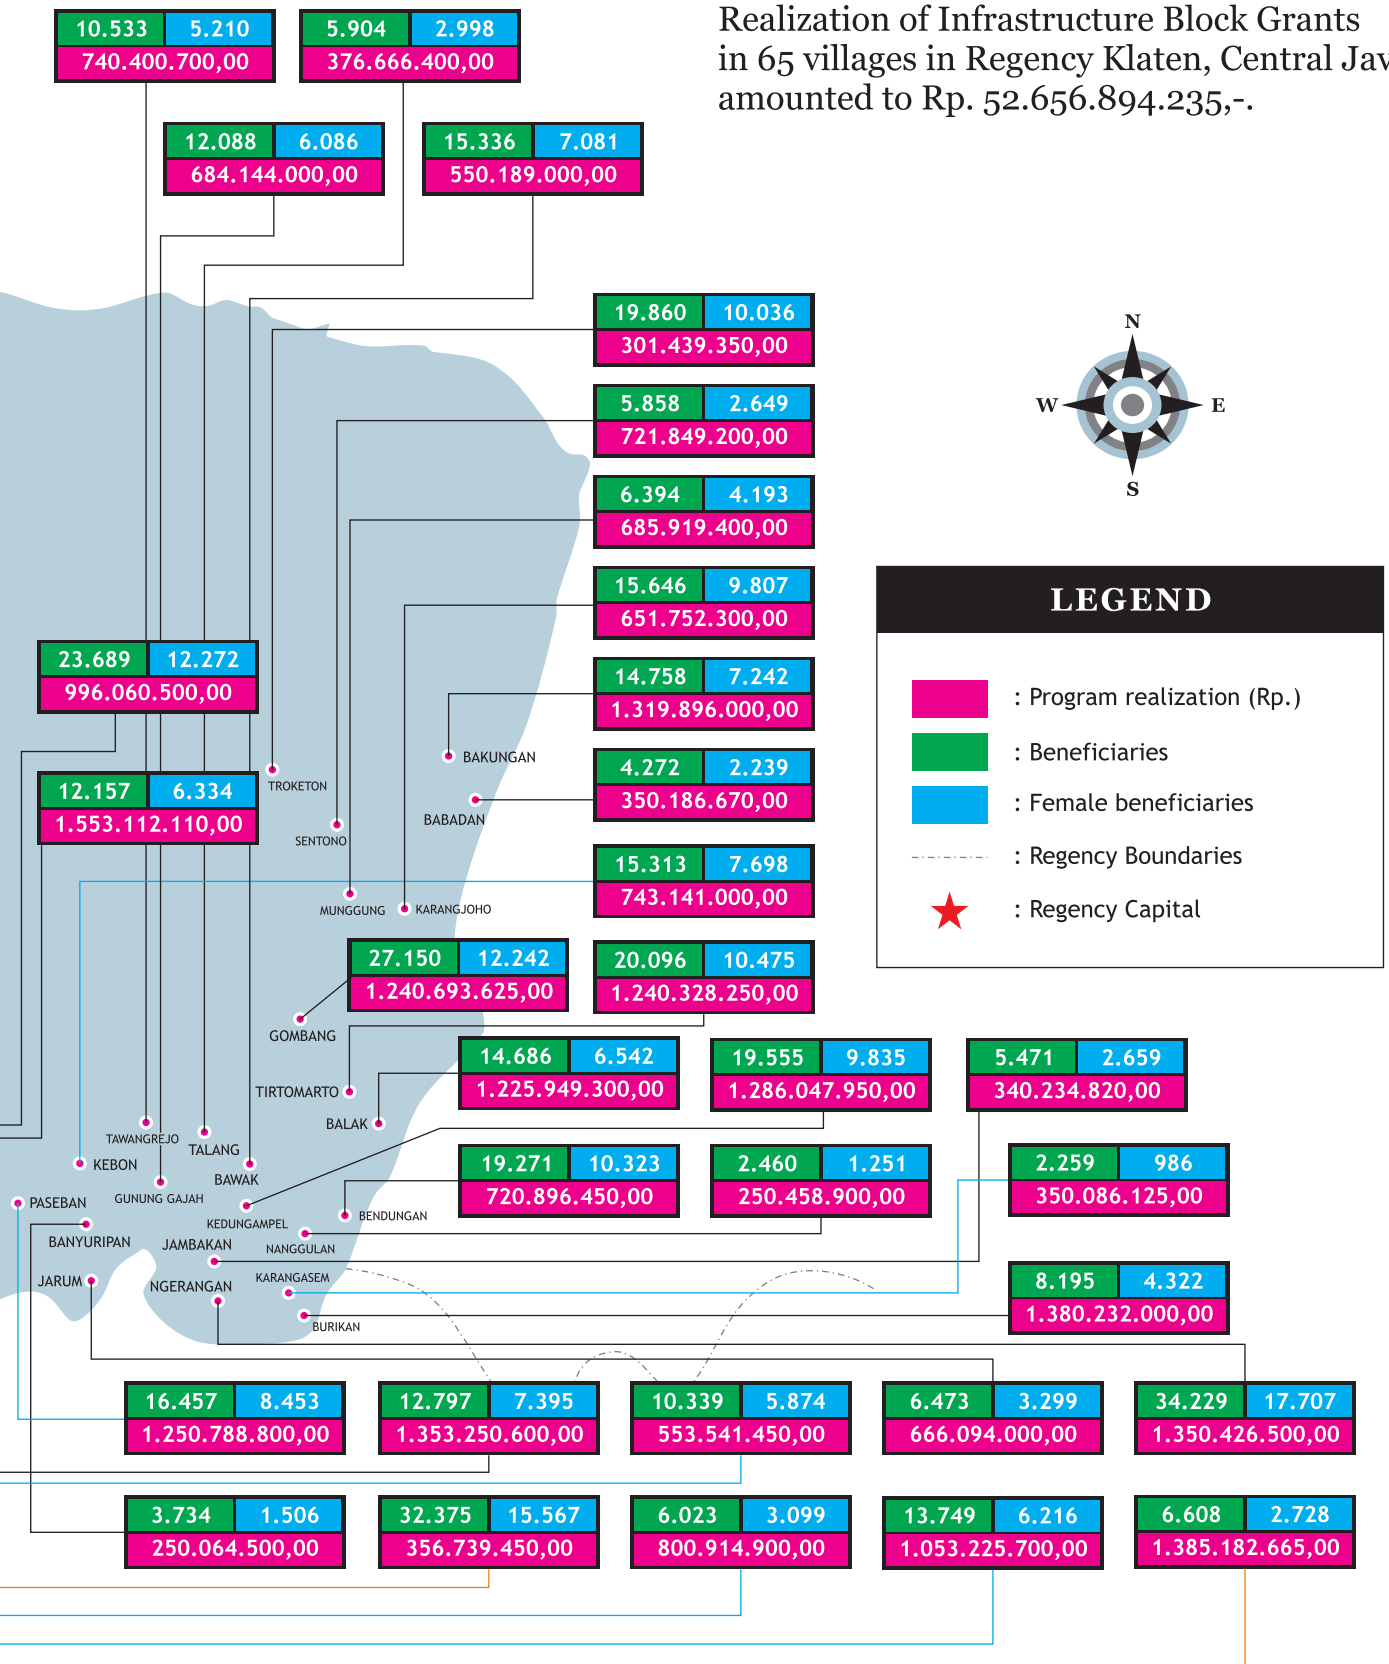 Realization of Infrastructure Block Grants
in 65 villages in Regency Klaten, Central Jav
amounted to Rp. 52.656.894.235,-.
10.533 5.210
740.400.700,00
5.904 2.998
376.666.400,00
12.088 6.086
684.144.000,00
15.336 7.081
550.189.000,00
19.860 10.036
301.439.350,00
5.858 2.649
721.849.200,00
6.394 4.193
685.919.400,00
15.646 9.807
651.752.300,00
14.758 7.242
1.319.896.000,00
4.272 2.239
350.186.670,00
15.313 7.698
743.141.000,00
23.689 12.272
996.060.500,00
12.157 6.334
1.553.112.110,00
27.150 12.242
1.240.693.625,00
20.096 10.475
1.240.328.250,00
14.686 6.542
1.225.949.300,00
19.555 9.835
1.286.047.950,00
5.471 2.659
340.234.820,00
19.271 10.323
720.896.450,00
2.460 1.251
250.458.900,00
2.259 986
350.086.125,00
8.195 4.322
1.380.232.000,00
16.457 8.453
1.250.788.800,00
12.797 7.395
1.353.250.600,00
10.339 5.874
553.541.450,00
6.473 3.299
666.094.000,00
34.229 17.707
1.350.426.500,00
3.734 1.506
250.064.500,00
32.375 15.567
356.739.450,00
6.023 3.099
800.914.900,00
13.749 6.216
1.053.225.700,00
6.608 2.728
1.385.182.665,00
BAKUNGAN
TROKETON
BABADAN
SENTONO
MUNGGUNG
KARANGJOHO
GOMBANG
TIRTOMARTO
BALAK
TAWANGREJO
TALANG
KEBON
BAWAK
GUNUNG GAJAH
PASEBAN
KEDUNGAMPEL
BENDUNGAN
BANYURIPAN
JAMBAKAN
NANGGULAN
JARUM
NGERANGAN
KARANGASEM
BURIKAN
N
W
E
S
LEGEND
: Program realization (Rp.)
: Beneficiaries
: Female beneficiaries
: Regency Boundaries
: Regency Capital